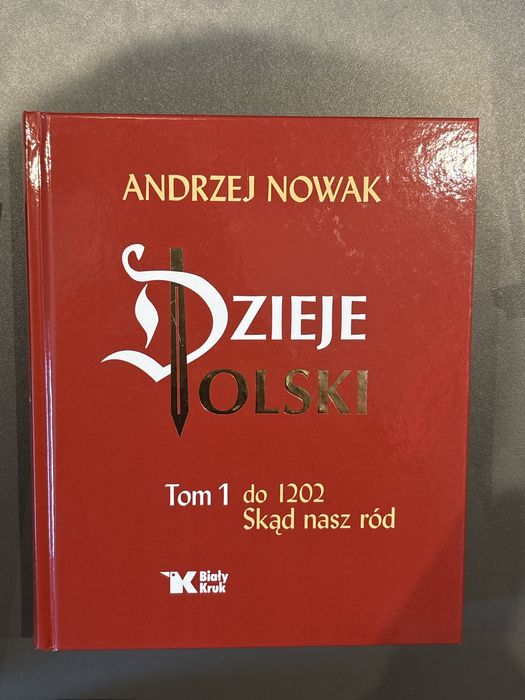 ANDRZEJ NOWAK
DZIEJE
POLSKI
Tom 1 do 1202
Skąd nasz ród
Biały
Kruk